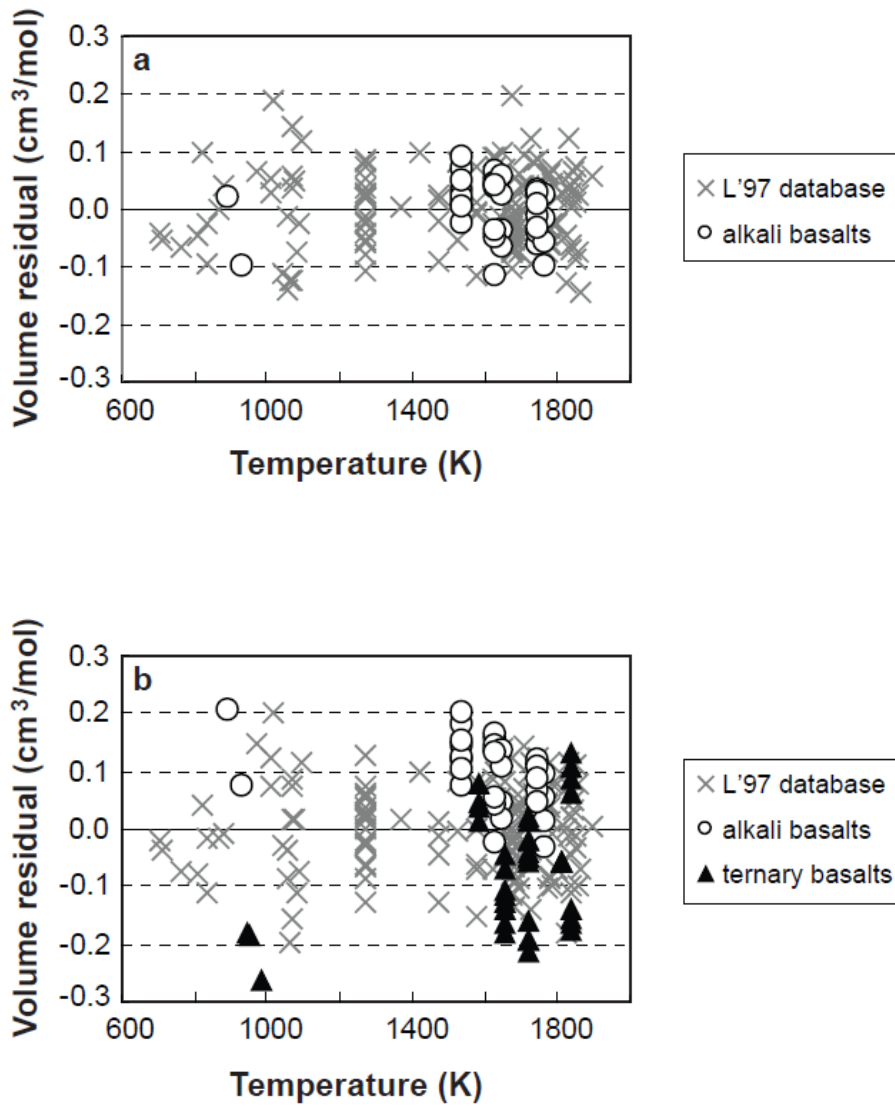 a
0.3
0.2
0.1
0.0
-0.1
-0.2
-0.3
Volume residual (cm³/mol)
600
1000
1400
1800
Temperature (K)
L'97 database
alkali basalts
b
0.3
0.2
0.1
0.0
-0.1
-0.2
-0.3
Volume residual (cm³/mol)
600
1000
1400
1800
Temperature (K)
L'97 database
alkali basalts
ternary basalts